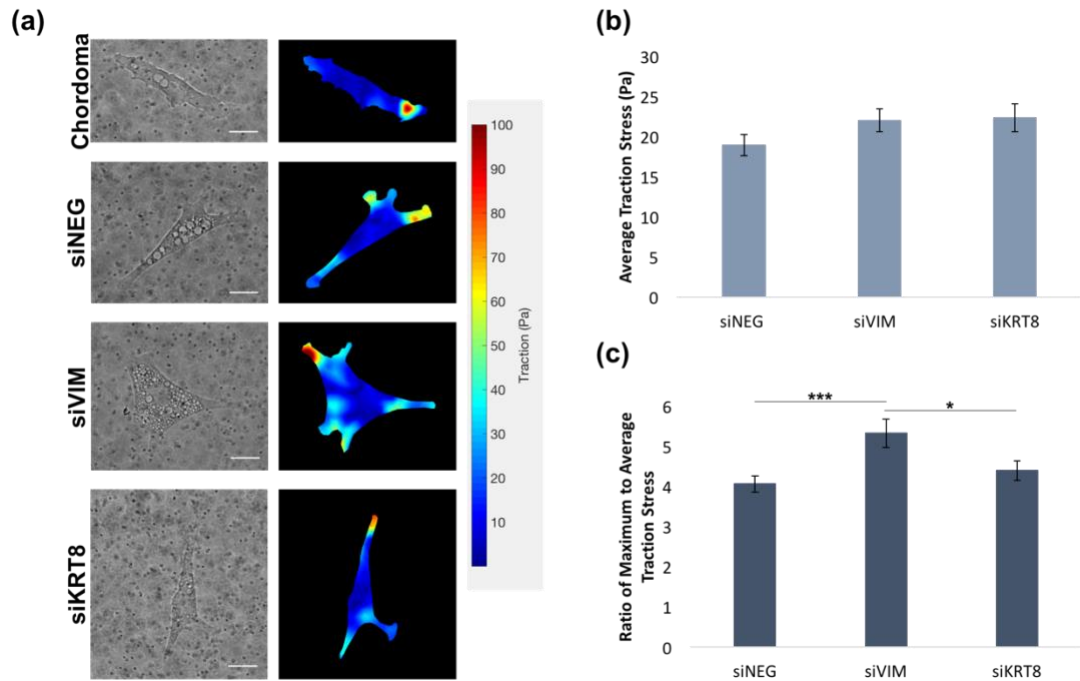 (a)
Chordoma
siNEG
siVIM
siKRT8
100
90
80
70
60
50
40
30
20
10
Traction (Pa)
(b)
Average Traction Stress (Pa)
30
25
20
15
10
5
0
siNEG siVIM siKRT8
(c)
Ratio of Maximum to Average
Traction Stress
6
5
4
3
2
1
0
***
*
siNEG siVIM siKRT8